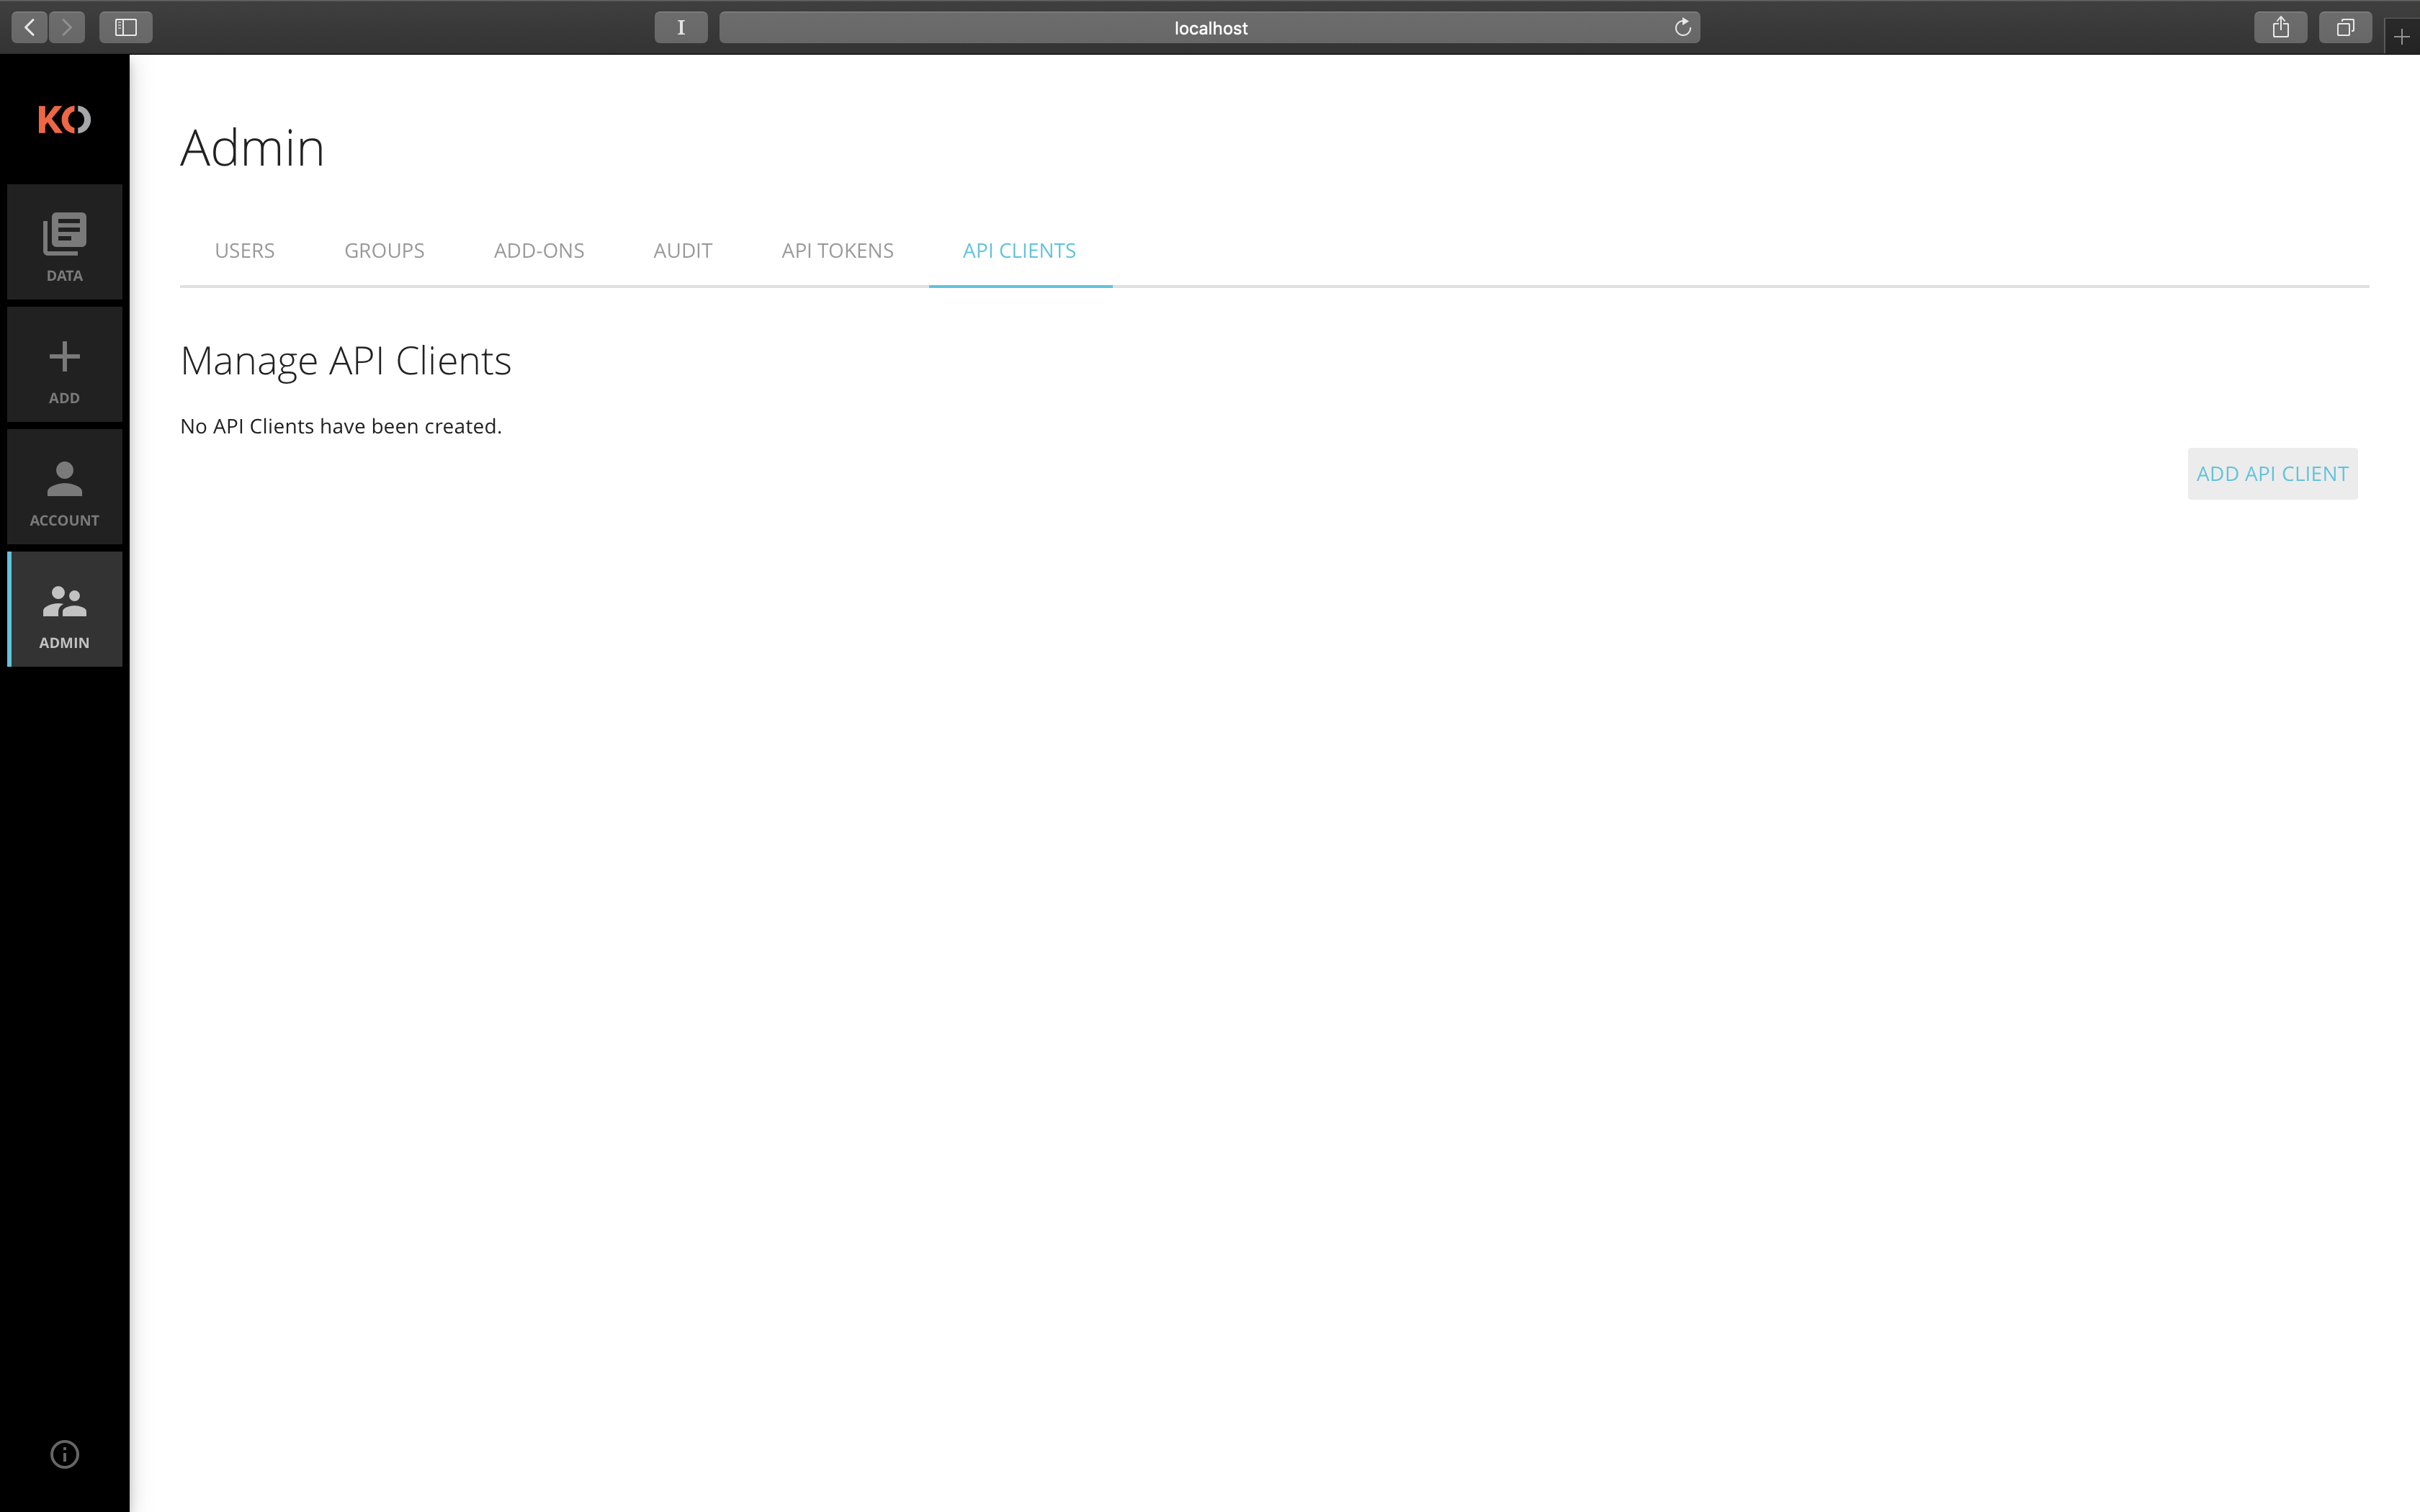 localhost
KO
Admin
USERS GROUPS ADD-ONS AUDIT API TOKENS API CLIENTS
DATA
Manage API Clients
ADD
No API Clients have been created.
ADD API CLIENT
ACCOUNT
ADMIN